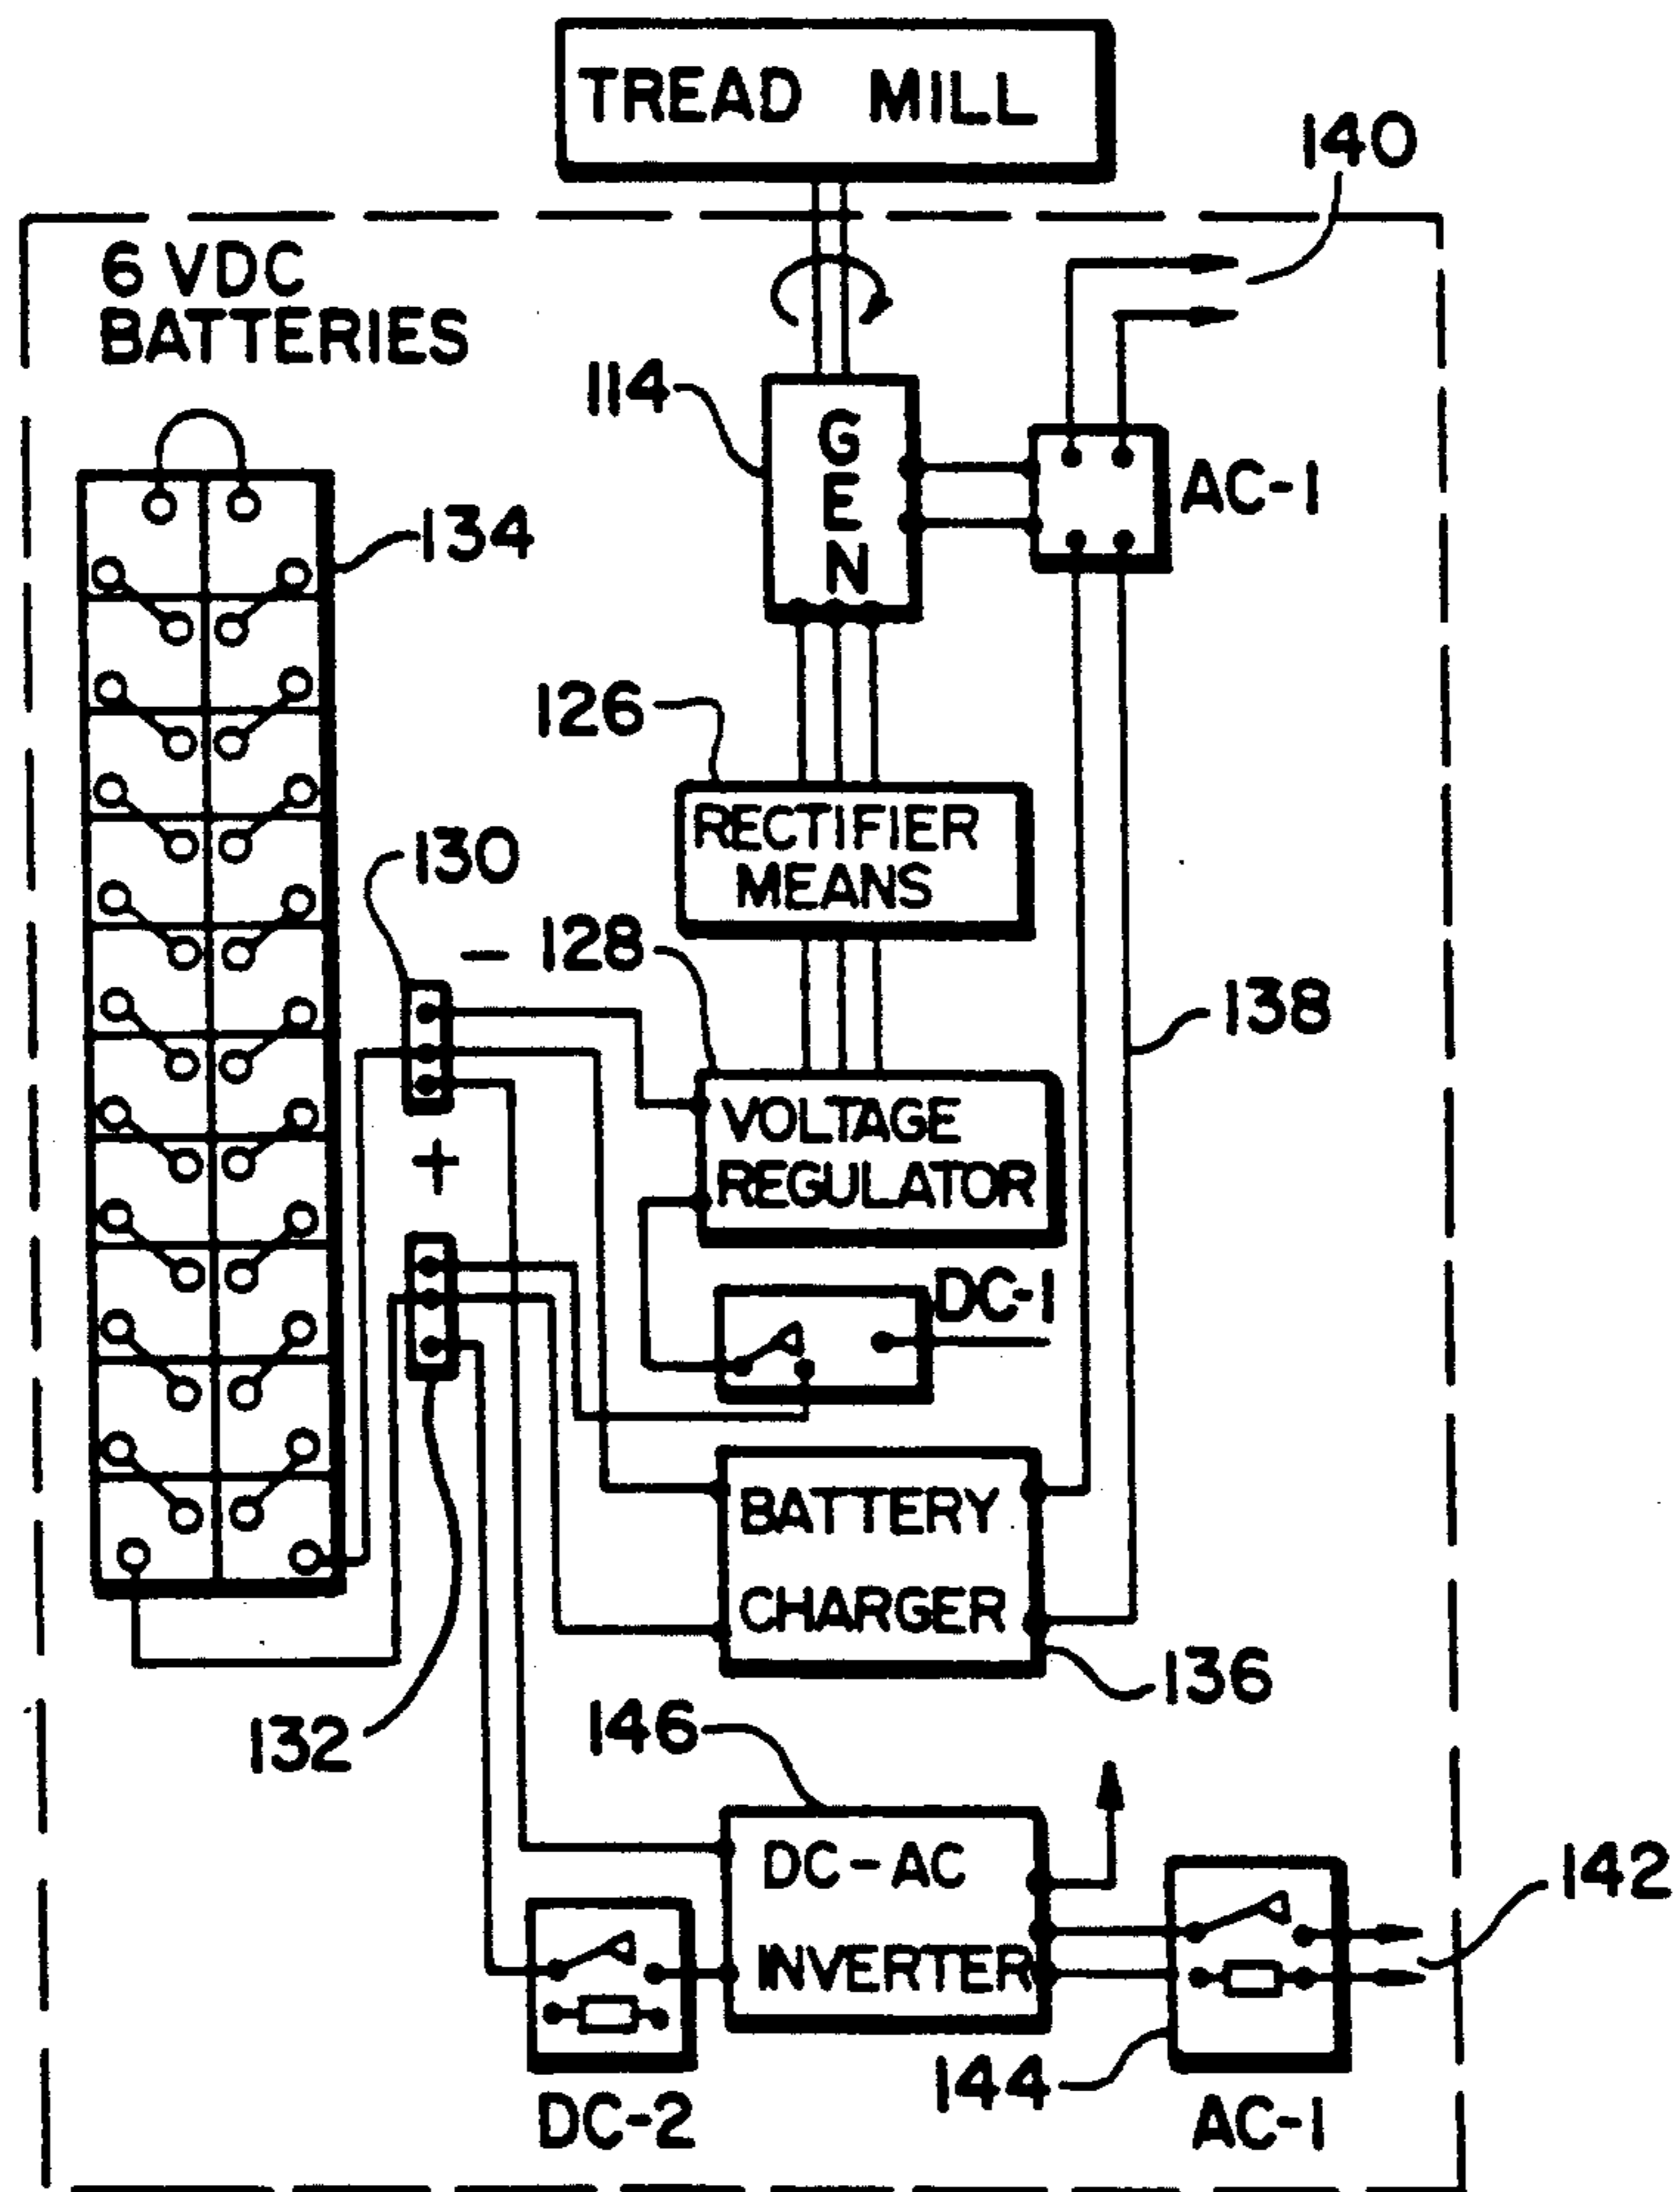 TREAD MILL
140
6 VDC
BATTERIES
114
G
E
N
AC-1
134
126
RECTIFIER
MEANS
130
-
128
138
VOLTAGE
REGULATOR
+
DC-1
BATTERY
CHARGER
136
132
146
DC-AC
INVERTER
142
144
DC-2
AC-1